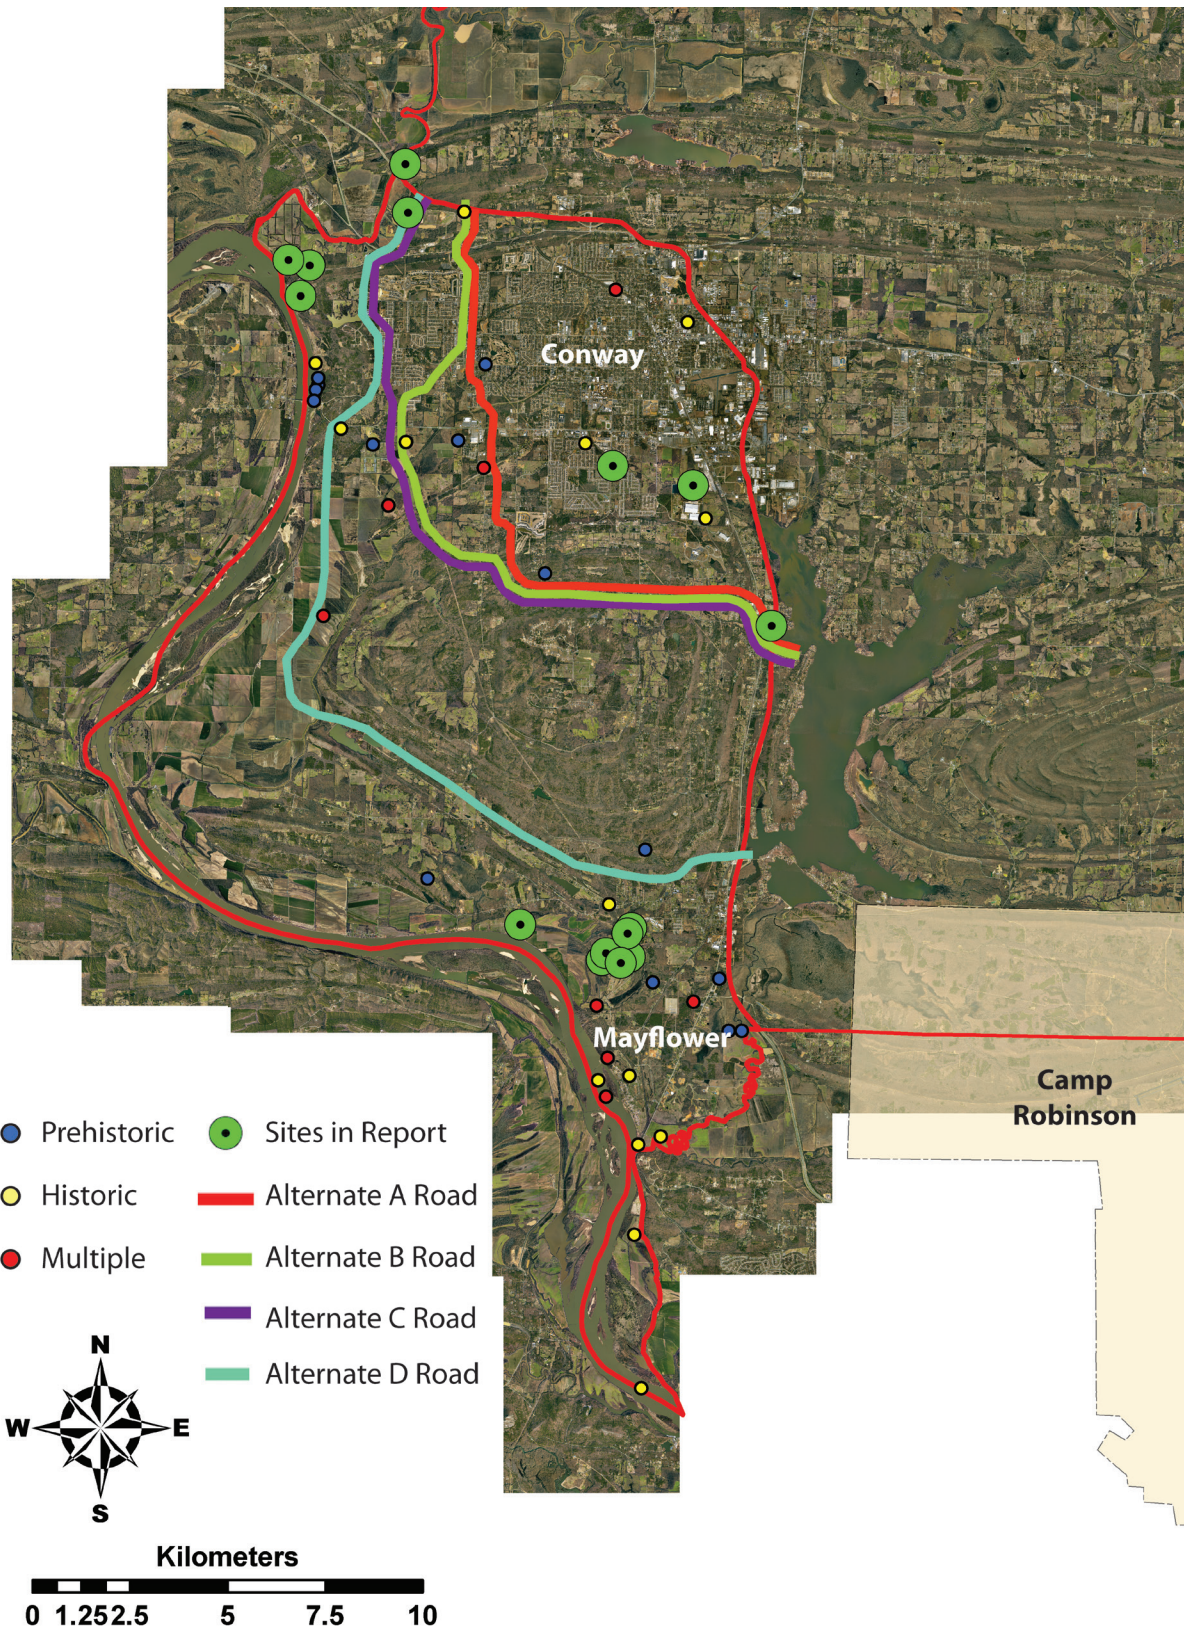 Conway
Mayflower
Camp
Robinson
Prehistoric
Sites in Report
Historic
Alternate A Road
Multiple
Alternate B Road
Alternate C Road
Alternate D Road
N
W
E
S
Kilometers
0 1.25 2.5 5 7.5 10